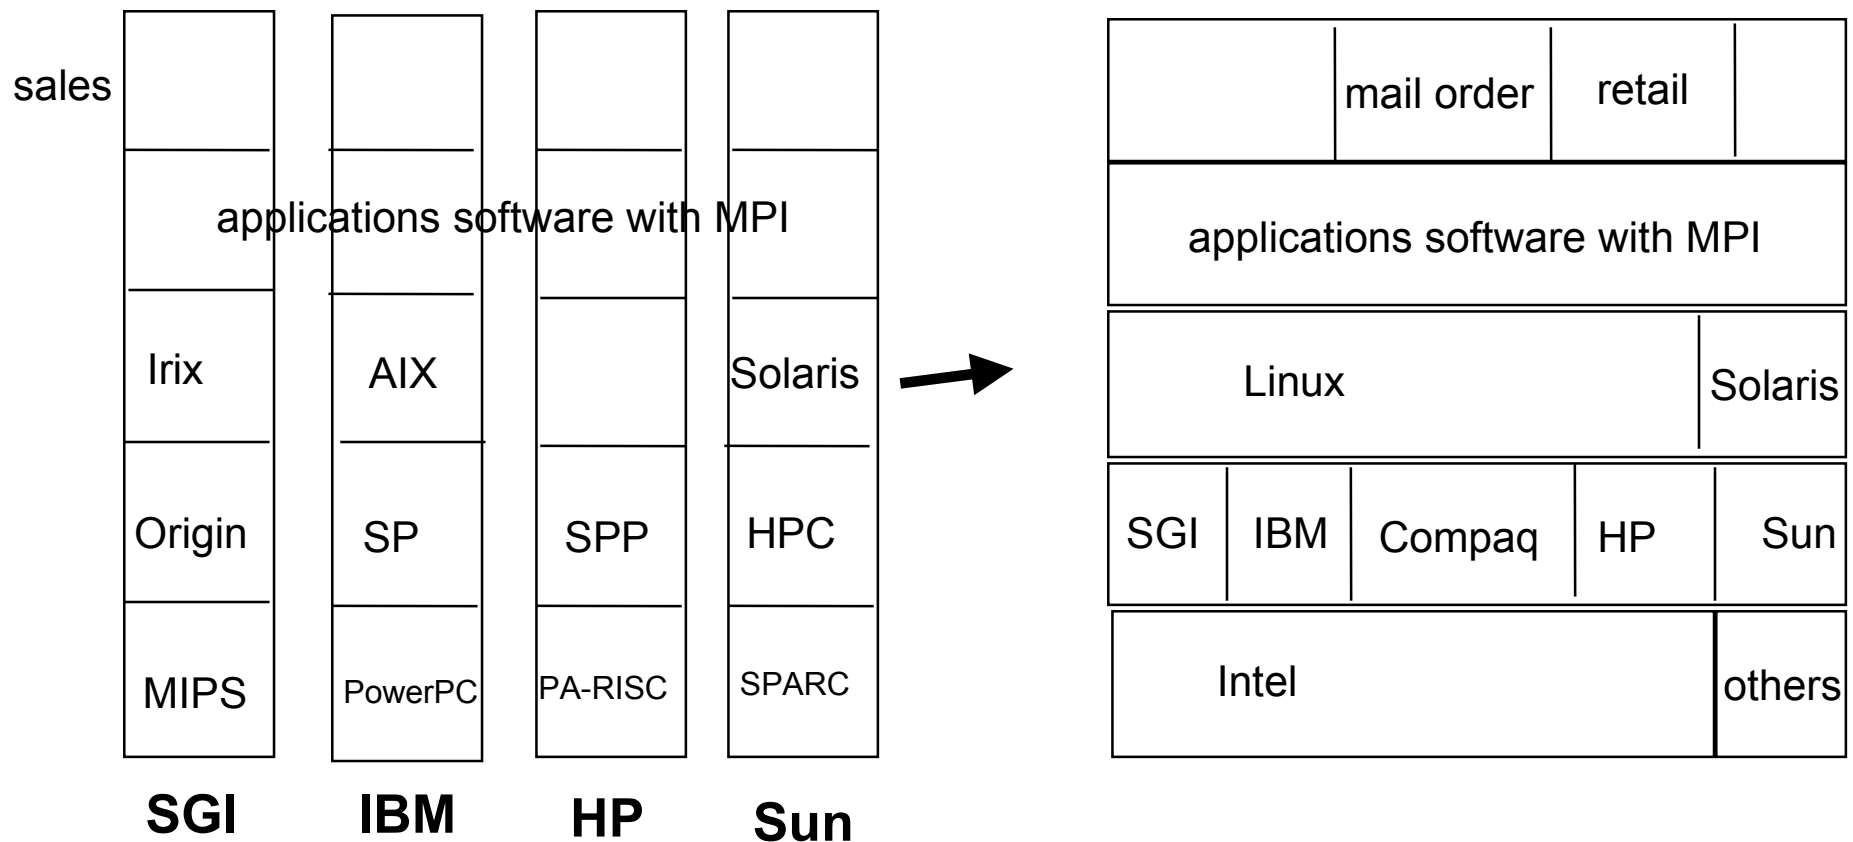 sales
applications software with MPI
Irix
AIX
Solaris
Origin
SP
SPP
HPC
MIPS
PowerPC
PA-RISC
SPARC
SGI
IBM
HP
Sun
mail order
retail
applications software with MPI
Linux
Solaris
SGI
IBM
Compaq
HP
Sun
Intel
others